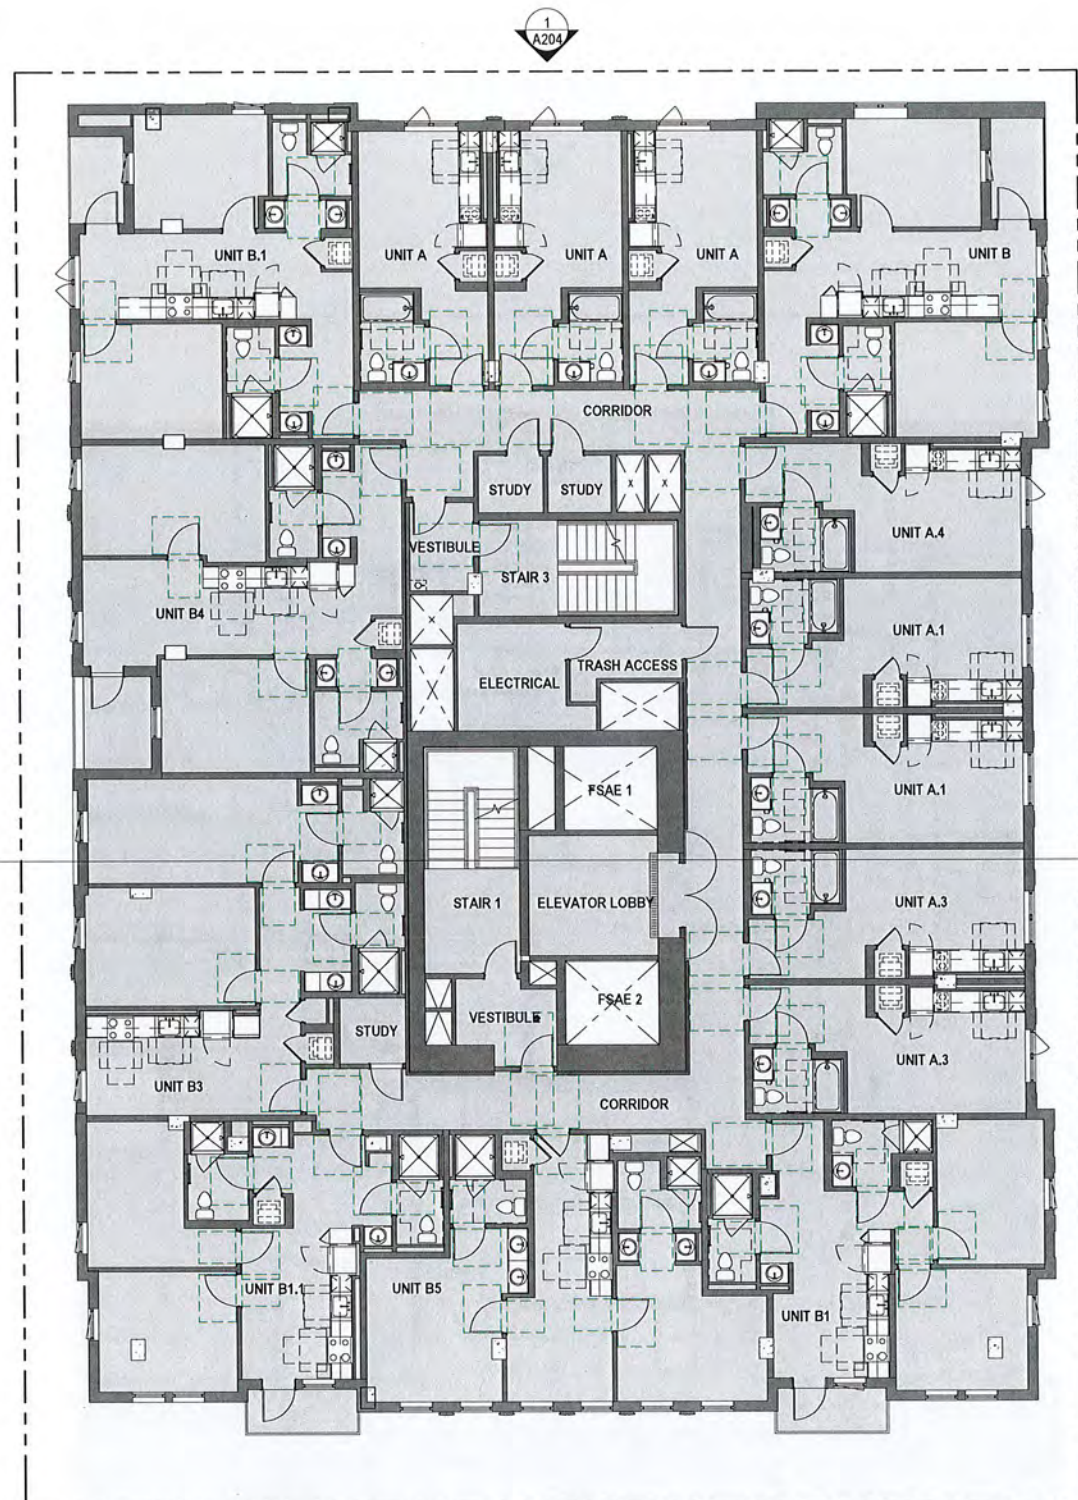 1
A204
UNIT B.1
UNIT A
UNIT A
UNIT A
UNIT B
CORRIDOR
STUDY
STUDY
X
X
VESTIBULE
STAIR 3
UNIT A.4
UNIT B4
UNIT A.1
TRASH ACCESS
ELECTRICAL
FSAE 1
UNIT A.1
STAIR 1
ELEVATOR LOBBY
UNIT A.3
FSAE 2
VESTIBULE
STUDY
UNIT A.3
UNIT B3
CORRIDOR
UNIT B1.1
UNIT B5
UNIT B1